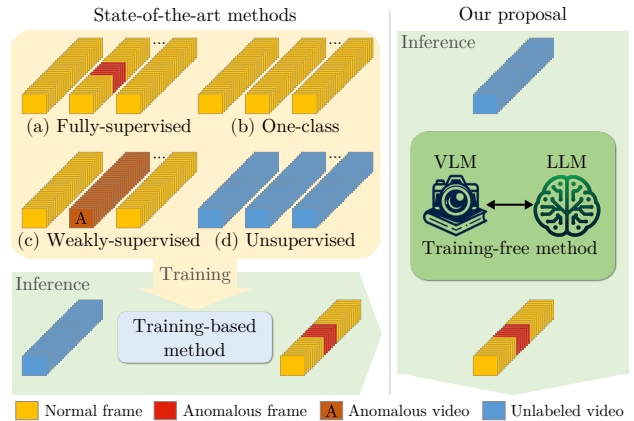 State-of-the-art methods
...
...
(a) Fully-supervised
(b) One-class
...
...
A
(c) Weakly-supervised
(d) Unsupervised
Training
Inference
Training-based
method
Our proposal
Inference
VLM
LLM
Training-free method
Normal frame
Anomalous frame
A Anomalous video
Unlabeled video